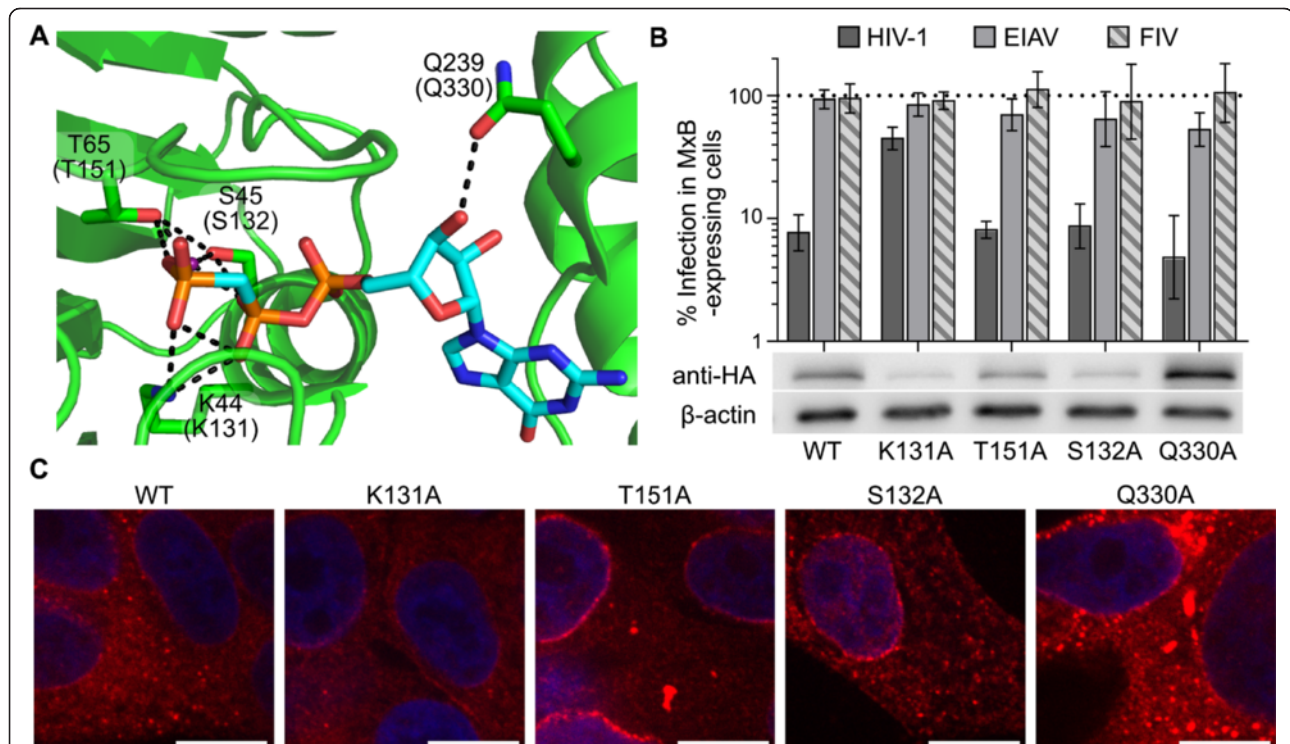 A
Q239
(Q330)
T65
(T151)
S45
(S132)
K44
(K131)
B
HIV-1 EIAV FIV
% Infection in MxB
-expressing cells
100
10
1
anti-HA
β-actin
WT K131A T151A S132A Q330A
C
WT K131A T151A S132A Q330A